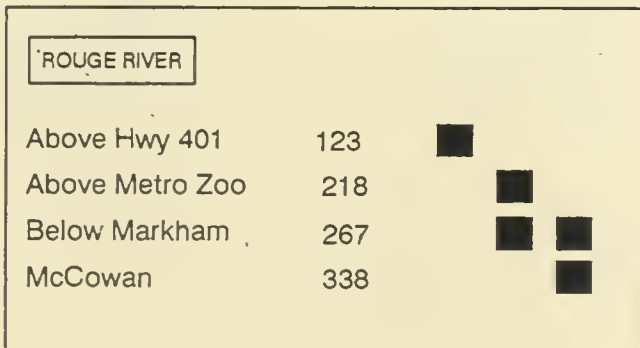 ROUGE RIVER
Above Hwy 401 123
Above Metro Zoo 218
Below Markham 267
McCowan 338